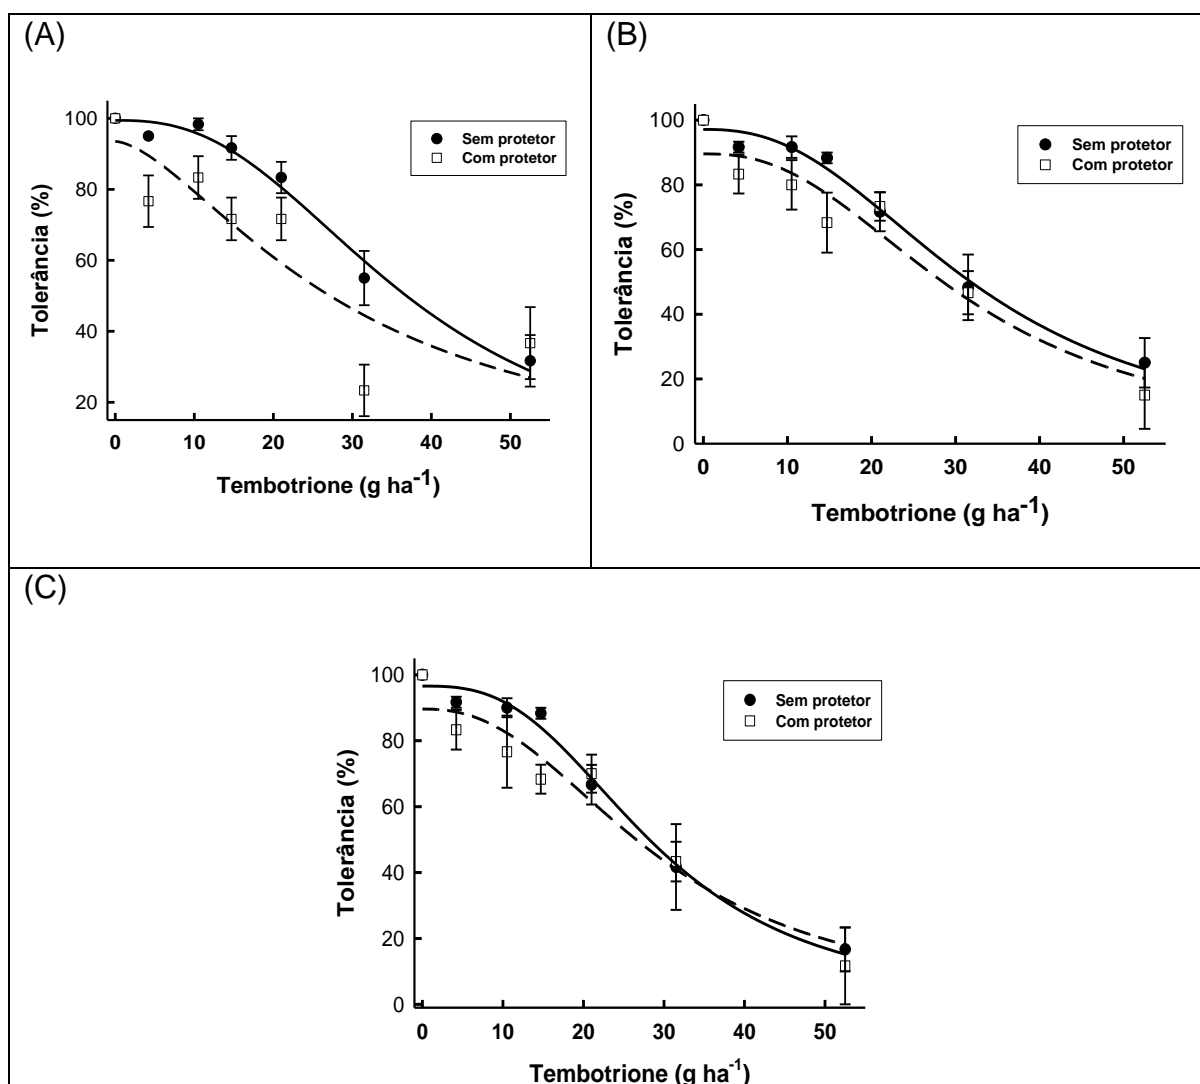 (A)
100
80
60
40
20
Tolerância (%)
0 10 20 30 40 50
Tembotrione (g ha-1)
Sem protetor
Com protetor
(B)
100
80
60
40
20
0
Tolerância (%)
0 10 20 30 40 50
Tembotrione (g ha-1)
Sem protetor
Com protetor
(C)
100
80
60
40
20
0
Tolerância (%)
0 10 20 30 40 50
Tembotrione (g ha-1)
Sem protetor
Com protetor